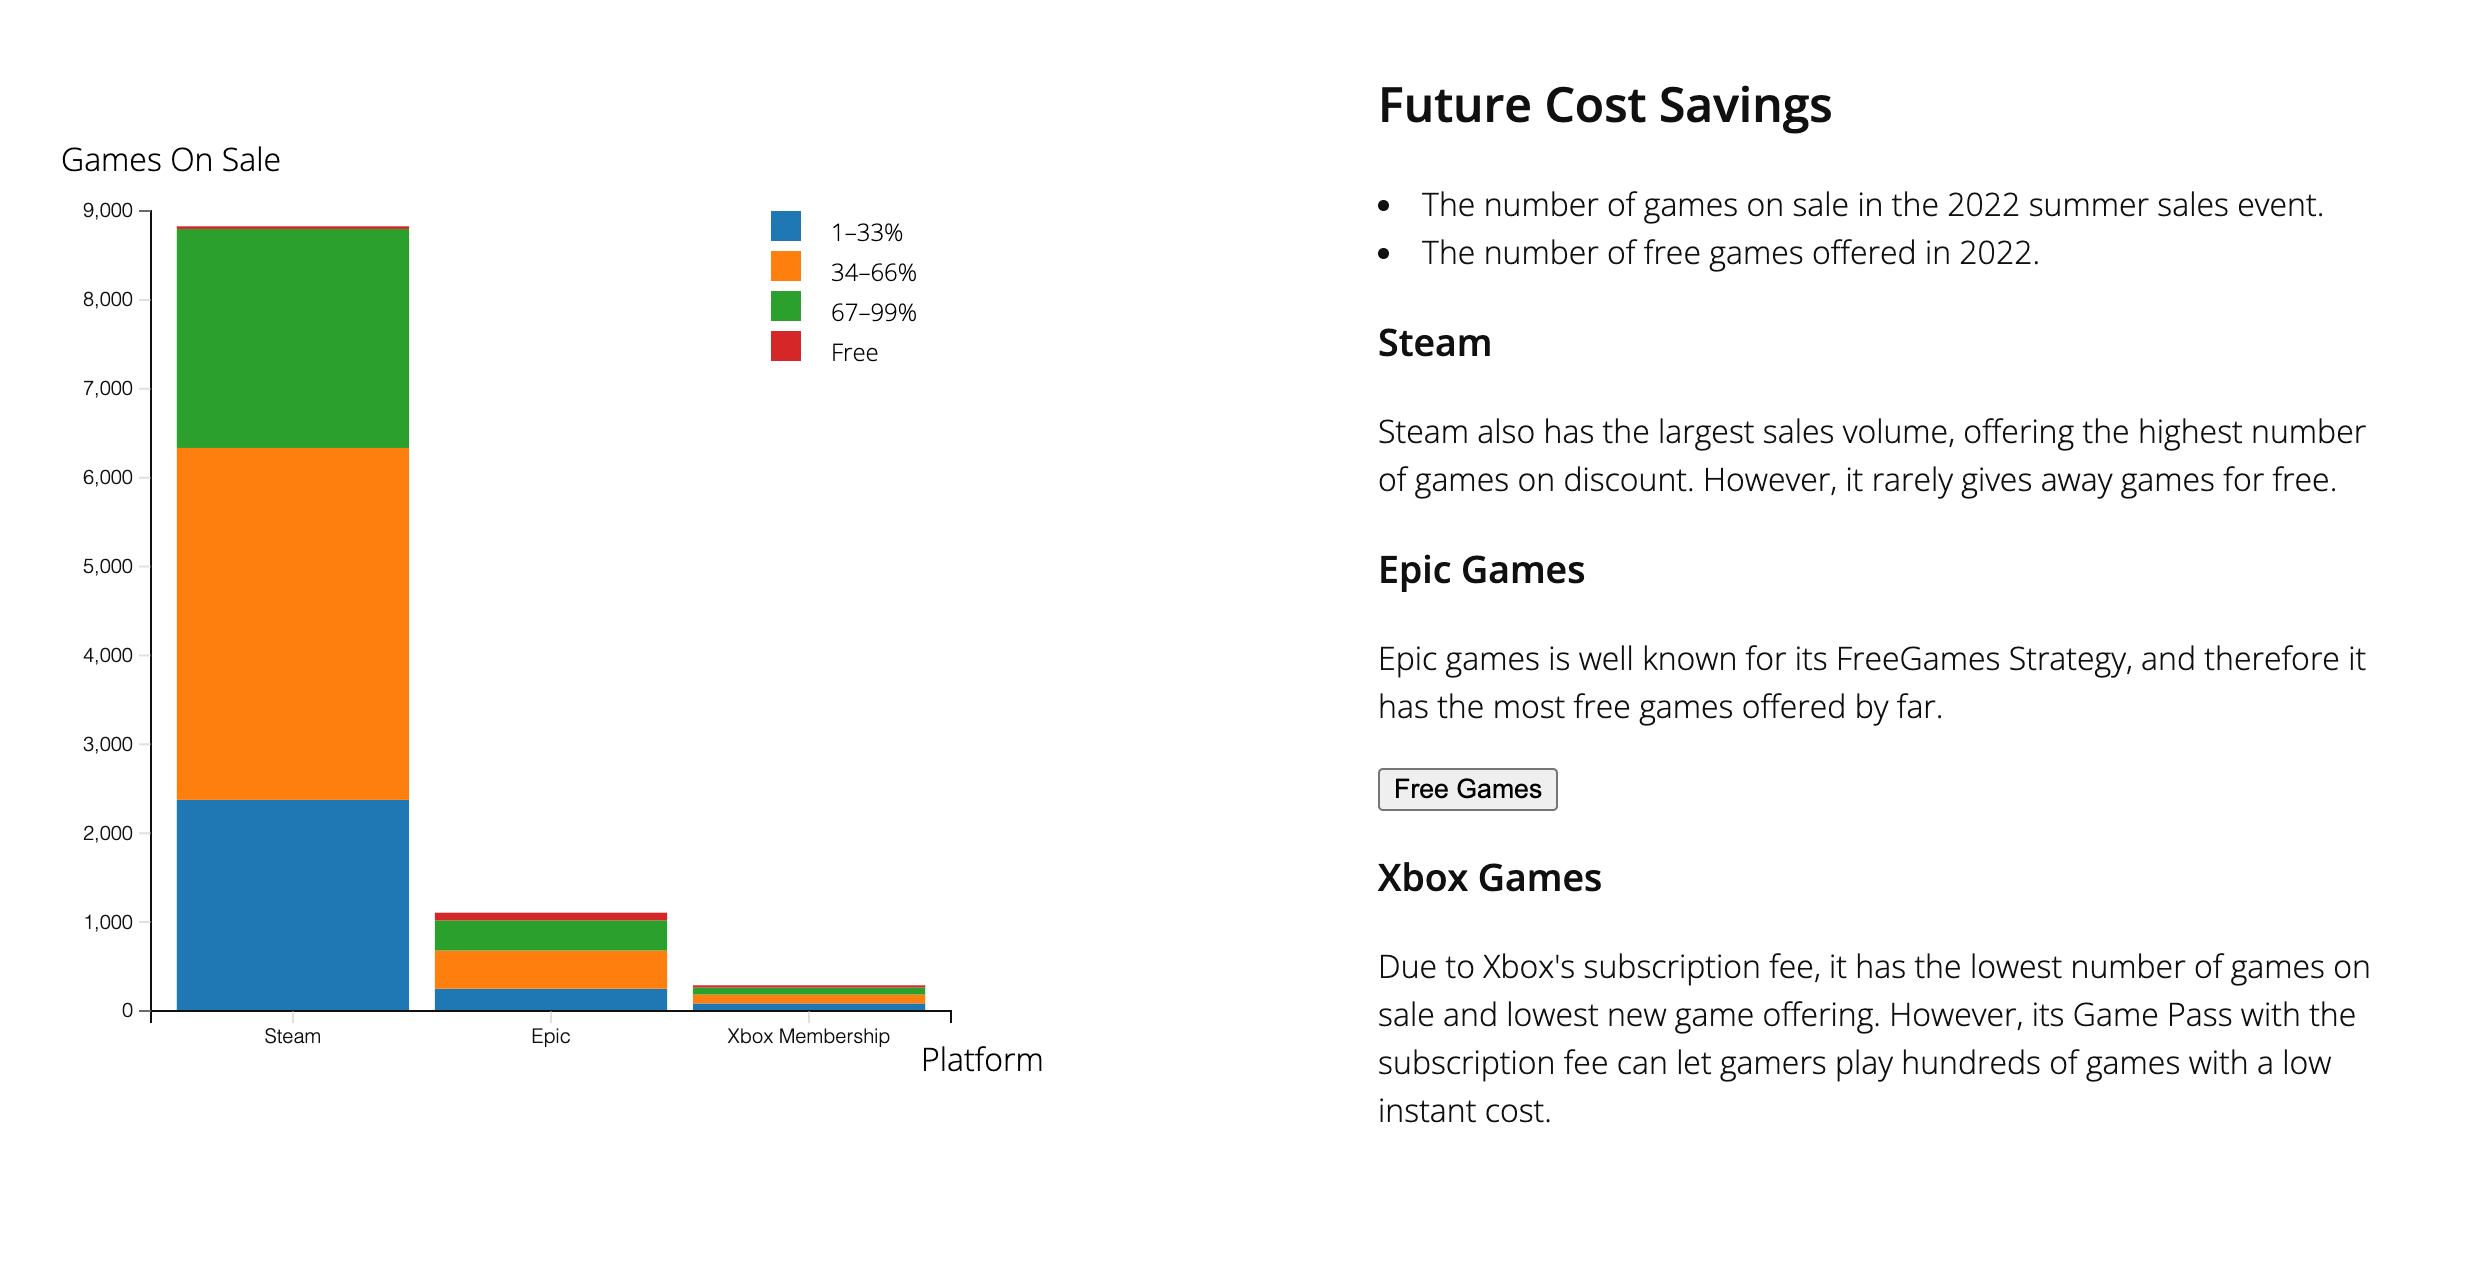 Games On Sale
9,000
8,000
7,000
6,000
5,000
4,000
3,000
2,000
1,000
0
Steam
Epic
Xbox Membership
Platform
1–33%
34–66%
67–99%
Free
Future Cost Savings
• The number of games on sale in the 2022 summer sales event.
• The number of free games offered in 2022.
Steam
Steam also has the largest sales volume, offering the highest number
of games on discount. However, it rarely gives away games for free.
Epic Games
Epic games is well known for its FreeGames Strategy, and therefore it
has the most free games offered by far.
Free Games
Xbox Games
Due to Xbox's subscription fee, it has the lowest number of games on
sale and lowest new game offering. However, its Game Pass with the
subscription fee can let gamers play hundreds of games with a low
instant cost.